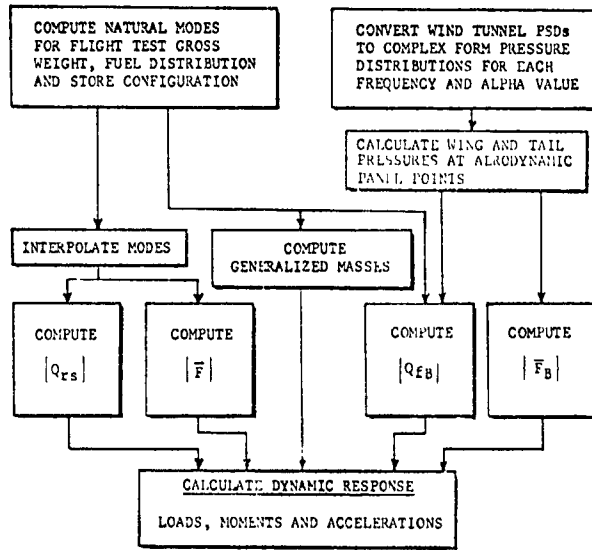 COMPUTE NATURAL MODES
FOR FLIGHT TEST GROSS
WEIGHT, FUEL DISTRIBUTION
AND STORE CONFIGURATION
CONVERT WIND TUNNEL PSDs
TO COMPLEX FORM PRESSURE
DISTRIBUTIONS FOR EACH
FREQUENCY AND ALPHA VALUE
CALCULATE WING AND TAIL
PRESSURES AT AERODYNAMIC
PANEL POINTS
INTERPOLATE MODES
COMPUTE
GENERALIZED MASSES
COMPUTE
|Qrs|
COMPUTE
|F̅|
COMPUTE
|QfB|
COMPUTE
|F̅B|
CALCULATE DYNAMIC RESPONSE
LOADS, MOMENTS AND ACCELERATIONS